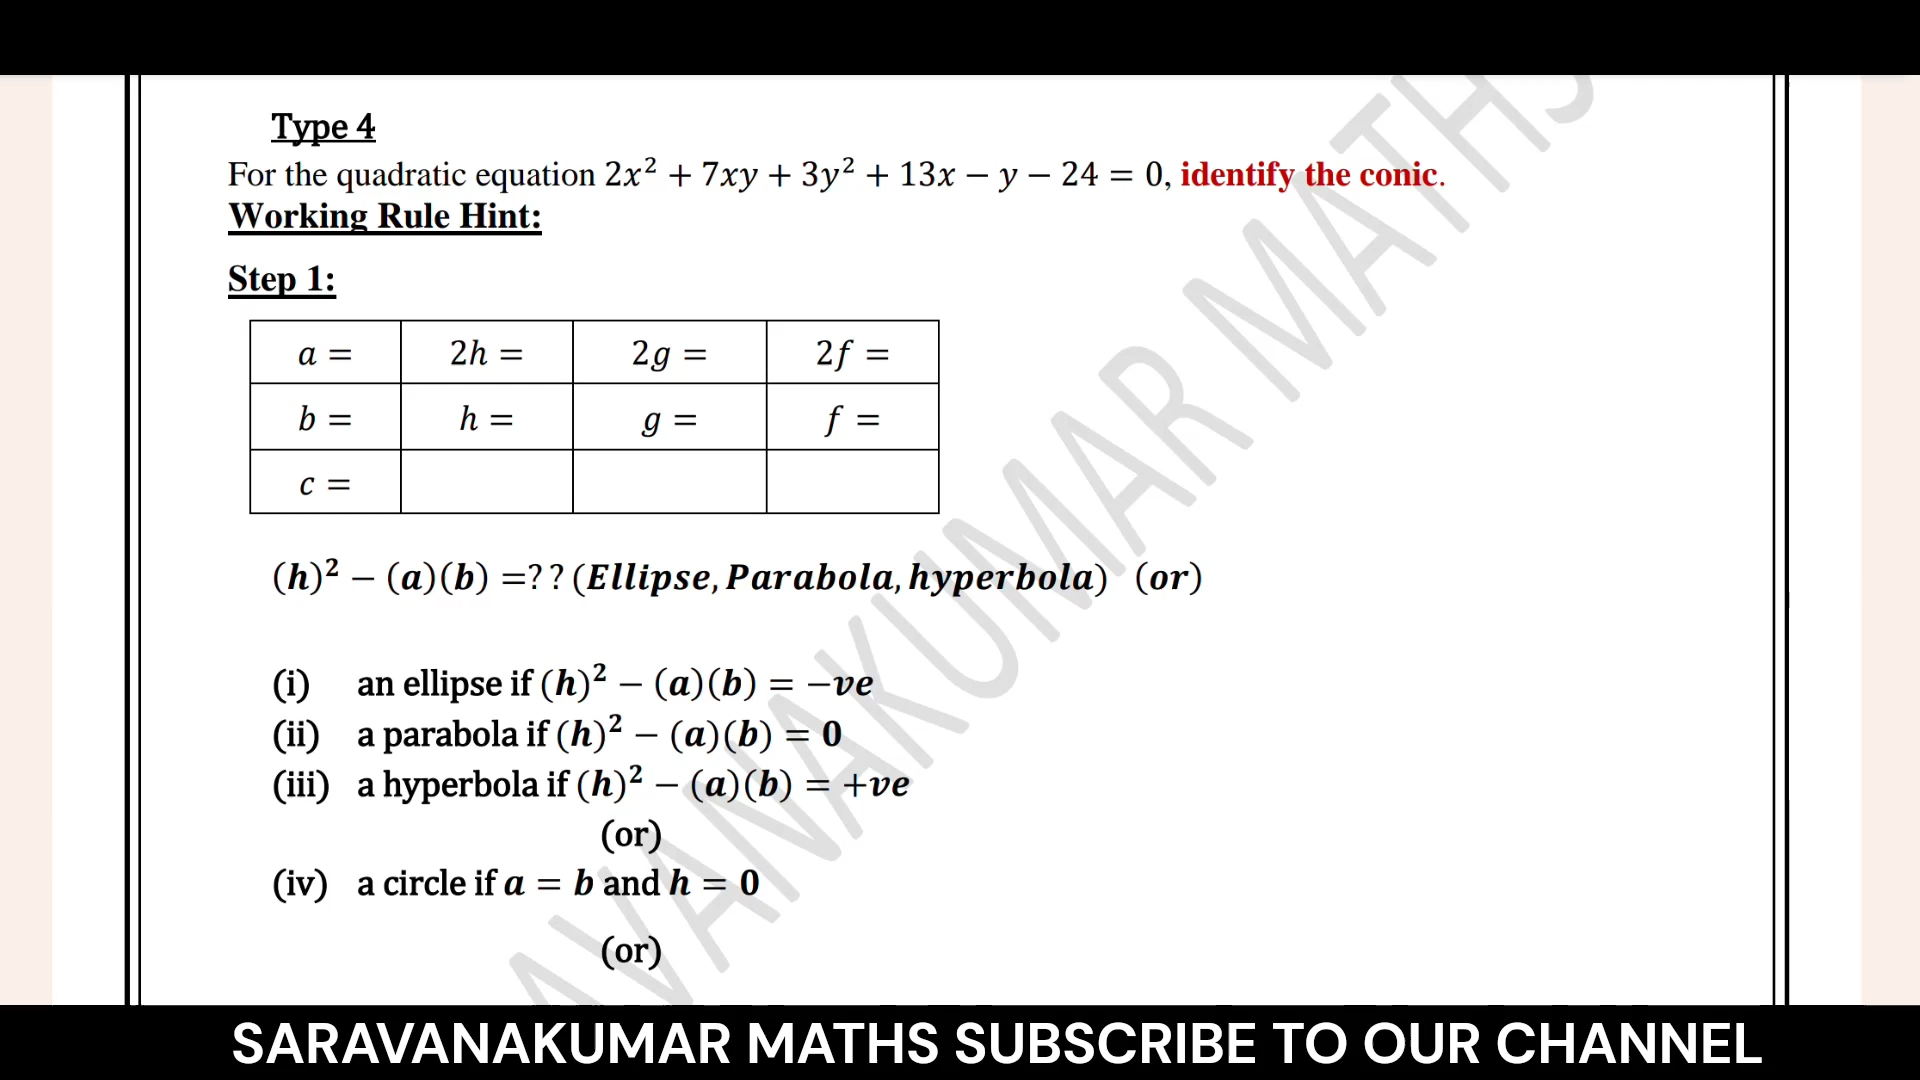 Type 4
For the quadratic equation 2x² + 7xy + 3y² + 13x − y − 24 = 0, identify the conic.
Working Rule Hint:
Step 1:
a = 2h = 2g = 2f =
b = h = g = f =
c =
(h)² − (a)(b) =? ? (Ellipse, Parabola, hyperbola) (or)
(i) an ellipse if (h)² − (a)(b) = −ve
(ii) a parabola if (h)² − (a)(b) = 0
(iii) a hyperbola if (h)² − (a)(b) = +ve
(or)
(iv) a circle if a = b and h = 0
(or)
AVANAKUMAR MATHS
SARAVANAKUMAR MATHS SUBSCRIBE TO OUR CHANNEL